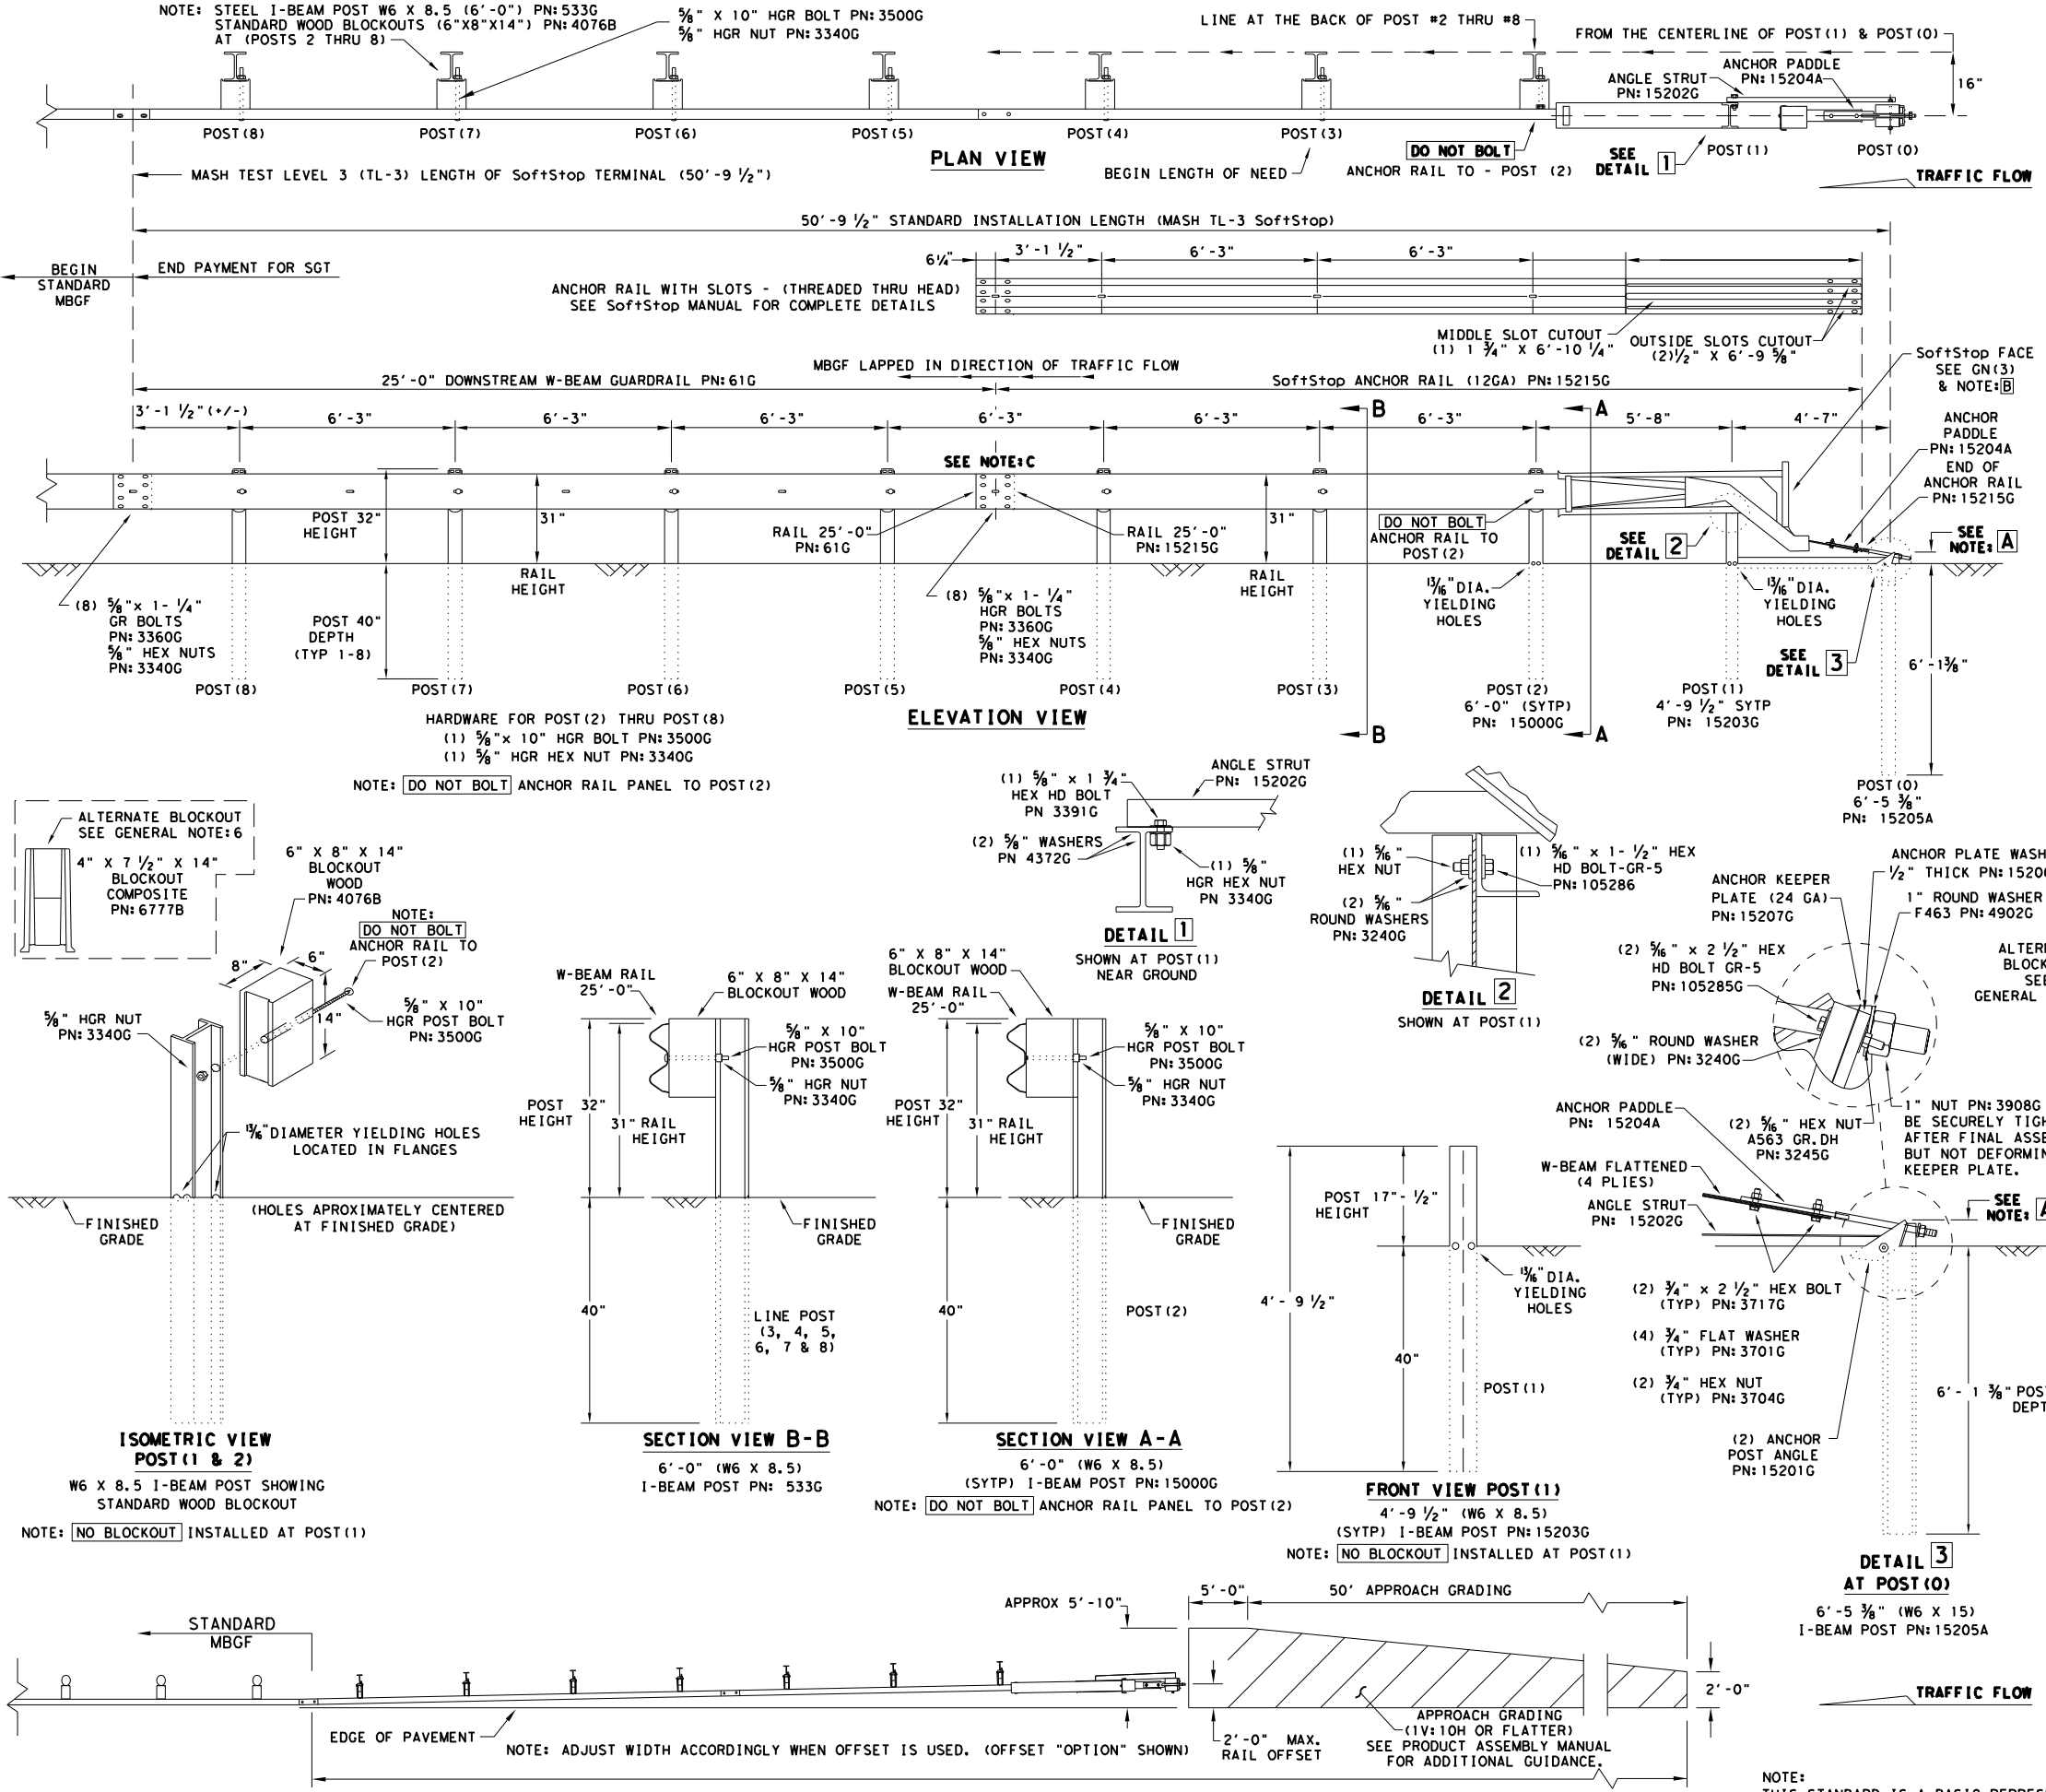 NOTE: STEEL I-BEAM POST W6 X 8.5 (6'-0") PN:533G
STANDARD WOOD BLOCKOUTS (6"X8"X14") PN:4076B
AT (POSTS 2 THRU 8)
5/8" X 10" HGR BOLT PN:3500G
5/8" HGR NUT PN:3340G
LINE AT THE BACK OF POST #2 THRU #8
FROM THE CENTERLINE OF POST(1) & POST(0)
ANCHOR PADDLE
PN:15204A
ANGLE STRUT
PN:15202G
16"
POST(8)
POST(7)
POST(6)
POST(5)
POST(4)
POST(3)
POST(1)
POST(0)
PLAN VIEW
BEGIN LENGTH OF NEED
DO NOT BOLT
ANCHOR RAIL TO - POST (2)
SEE
DETAIL 1
TRAFFIC FLOW
MASH TEST LEVEL 3 (TL-3) LENGTH OF SoftStop TERMINAL (50'-9 1/2")
50'-9 1/2" STANDARD INSTALLATION LENGTH (MASH TL-3 SoftStop)
BEGIN
STANDARD
MBGF
END PAYMENT FOR SGT
6 1/4"
3'-1 1/2"
6'-3"
6'-3"
ANCHOR RAIL WITH SLOTS - (THREADED THRU HEAD)
SEE SoftStop MANUAL FOR COMPLETE DETAILS
MIDDLE SLOT CUTOUT
(1) 1 3/4" X 6'-10 1/4"
OUTSIDE SLOTS CUTOUT
(2)1/2" X 6'-9 5/8"
MBGF LAPPED IN DIRECTION OF TRAFFIC FLOW
25'-0" DOWNSTREAM W-BEAM GUARDRAIL PN:61G
SoftStop ANCHOR RAIL (12GA) PN:15215G
SoftStop FACE
SEE GN(3)
& NOTE:B
3'-1 1/2"(+/-)
6'-3"
6'-3"
6'-3"
6'-3"
6'-3"
6'-3"
5'-8"
4'-7"
B
A
ANCHOR
PADDLE
PN:15204A
END OF
ANCHOR RAIL
PN:15215G
SEE NOTE:C
POST 32"
HEIGHT
31"
RAIL
HEIGHT
RAIL 25'-0"
PN:61G
RAIL 25'-0"
PN:15215G
31"
RAIL
HEIGHT
DO NOT BOLT
ANCHOR RAIL TO
POST(2)
SEE
DETAIL 2
SEE
NOTE: A
(8) 5/8"x 1- 1/4"
GR BOLTS
PN:3360G
5/8" HEX NUTS
PN:3340G
POST 40"
DEPTH
(TYP 1-8)
(8) 5/8"x 1- 1/4"
HGR BOLTS
PN:3360G
5/8" HEX NUTS
PN:3340G
13/16" DIA.
YIELDING
HOLES
13/16" DIA.
YIELDING
HOLES
SEE
DETAIL 3
6'-1 3/8"
POST(8)
POST(7)
POST(6)
POST(5)
POST(4)
POST(3)
POST(2)
6'-0" (SYTP)
PN: 15000G
POST(1)
4'-9 1/2" SYTP
PN: 15203G
B
A
POST(0)
6'-5 3/8"
PN: 15205A
ELEVATION VIEW
HARDWARE FOR POST(2) THRU POST(8)
(1) 5/8"x 10" HGR BOLT PN:3500G
(1) 5/8" HGR HEX NUT PN:3340G
NOTE: DO NOT BOLT ANCHOR RAIL PANEL TO POST(2)
ALTERNATE BLOCKOUT
SEE GENERAL NOTE:6
4" X 7 1/2" X 14"
BLOCKOUT
COMPOSITE
PN:6777B
6" X 8" X 14"
BLOCKOUT
WOOD
PN:4076B
NOTE:
DO NOT BOLT
ANCHOR RAIL TO
POST(2)
8"
6"
14"
5/8" X 10"
HGR POST BOLT
PN:3500G
5/8" HGR NUT
PN:3340G
13/16"DIAMETER YIELDING HOLES
LOCATED IN FLANGES
(HOLES APROXIMATELY CENTERED
AT FINISHED GRADE)
FINISHED
GRADE
ISOMETRIC VIEW
POST(1 & 2)
W6 X 8.5 I-BEAM POST SHOWING
STANDARD WOOD BLOCKOUT
NOTE: NO BLOCKOUT INSTALLED AT POST(1)
(1) 5/8" x 1 3/4"
HEX HD BOLT
PN 3391G
ANGLE STRUT
PN: 15202G
(2) 5/8" WASHERS
PN 4372G
(1) 5/8
HGR HEX NUT
PN 3340G
DETAIL 1
SHOWN AT POST(1)
NEAR GROUND
(1) 5/16"
HEX NUT
(1) 5/16" x 1- 1/2" HEX
HD BOLT-GR-5
PN:105286
(2) 5/16"
ROUND WASHERS
PN:3240G
DETAIL 2
SHOWN AT POST(1)
W-BEAM RAIL
25'-0"
6" X 8" X 14"
BLOCKOUT WOOD
5/8" X 10"
HGR POST BOLT
PN:3500G
5/8" HGR NUT
PN:3340G
POST 32"
HEIGHT
31" RAIL
HEIGHT
FINISHED
GRADE
40"
LINE POST
(3, 4, 5,
6, 7 & 8)
SECTION VIEW B-B
6'-0" (W6 X 8.5)
I-BEAM POST PN: 533G
6" X 8" X 14"
BLOCKOUT WOOD
W-BEAM RAIL
25'-0"
5/8" X 10"
HGR POST BOLT
PN:3500G
5/8" HGR NUT
PN:3340G
POST 32"
HEIGHT
31" RAIL
HEIGHT
FINISHED
GRADE
40"
POST(2)
SECTION VIEW A-A
6'-0" (W6 X 8.5)
(SYTP) I-BEAM POST PN:15000G
NOTE: DO NOT BOLT ANCHOR RAIL PANEL TO POST(2)
POST 17"- 1/2"
HEIGHT
4'- 9 1/2"
40"
13/16" DIA.
YIELDING
HOLES
POST(1)
FRONT VIEW POST(1)
4'-9 1/2" (W6 X 8.5)
(SYTP) I-BEAM POST PN:15203G
NOTE: NO BLOCKOUT INSTALLED AT POST(1)
ANCHOR PLATE WASH
1/2" THICK PN:1520
ANCHOR KEEPER
PLATE (24 GA)
PN:15207G
1" ROUND WASHER
F463 PN:4902G
(2) 5/16" x 2 1/2" HEX
HD BOLT GR-5
PN:105285G
ALTER
BLOCK
SEE
GENERAL
(2) 5/16" ROUND WASHER
(WIDE) PN:3240G
ANCHOR PADDLE
PN: 15204A
(2) 5/16" HEX NUT
A563 GR.DH
PN:3245G
1" NUT PN:3908G
BE SECURELY TIGH
AFTER FINAL ASSE
BUT NOT DEFORMIN
KEEPER PLATE.
W-BEAM FLATTENED
(4 PLIES)
ANGLE STRUT
PN: 15202G
SEE
NOTE: A
(2) 3/4" x 2 1/2" HEX BOLT
(TYP) PN:3717G
(4) 3/4" FLAT WASHER
(TYP) PN:3701G
(2) 3/4" HEX NUT
(TYP) PN:3704G
6'- 1 3/8" POS
DEPT
(2) ANCHOR
POST ANGLE
PN:15201G
DETAIL 3
AT POST(0)
6'-5 3/8" (W6 X 15)
I-BEAM POST PN:15205A
STANDARD
MBGF
APPROX 5'-10"
5'-0"
50' APPROACH GRADING
2'-0"
TRAFFIC FLOW
EDGE OF PAVEMENT
NOTE: ADJUST WIDTH ACCORDINGLY WHEN OFFSET IS USED. (OFFSET "OPTION" SHOWN)
2'-0" MAX.
RAIL OFFSET
APPROACH GRADING
(1V:10H OR FLATTER)
SEE PRODUCT ASSEMBLY MANUAL
FOR ADDITIONAL GUIDANCE.
NOTE: